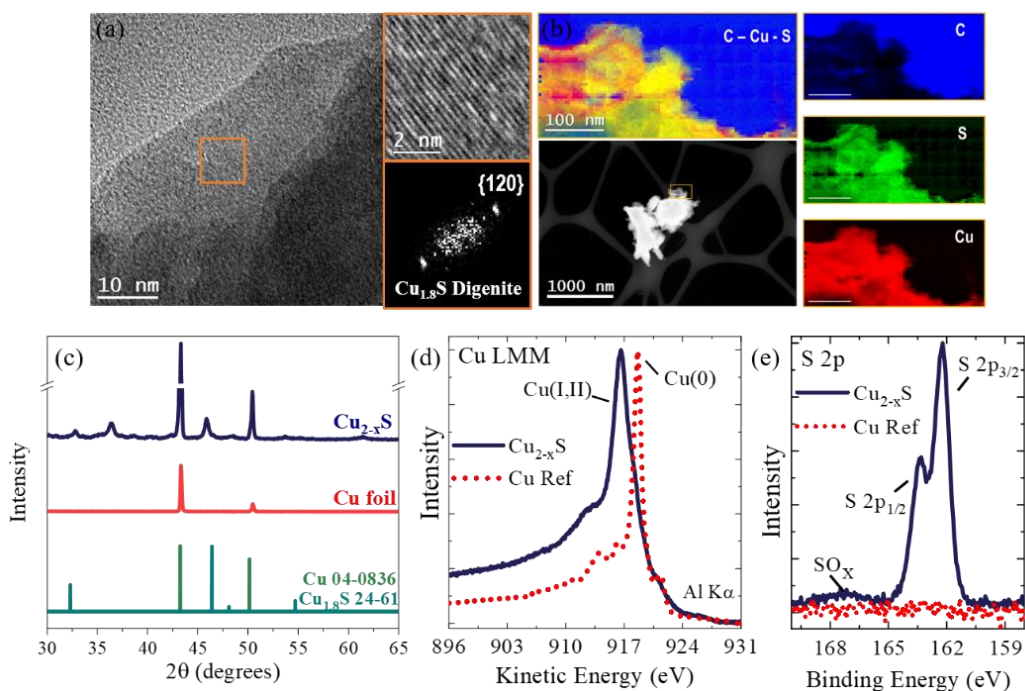 (a)
2 nm
{120}
Cu1.8S Digenite
10 nm
(b)
C – Cu - S
100 nm
1000 nm
C
S
Cu
(c)
Intensity
Cu2-xS
Cu foil
Cu 04-0836
Cu1.8S 24-61
30 35 40 45 50 55 60 65
2θ (degrees)
(d)
Cu LMM
Cu(I,II)
Cu(0)
Cu2-xS
Cu Ref
Al Kα
Intensity
896 903 910 917 924 931
Kinetic Energy (eV)
(e)
S 2p
S 2p3/2
Cu2-xS
Cu Ref
S 2p1/2
SOx
Intensity
168 165 162 159
Binding Energy (eV)